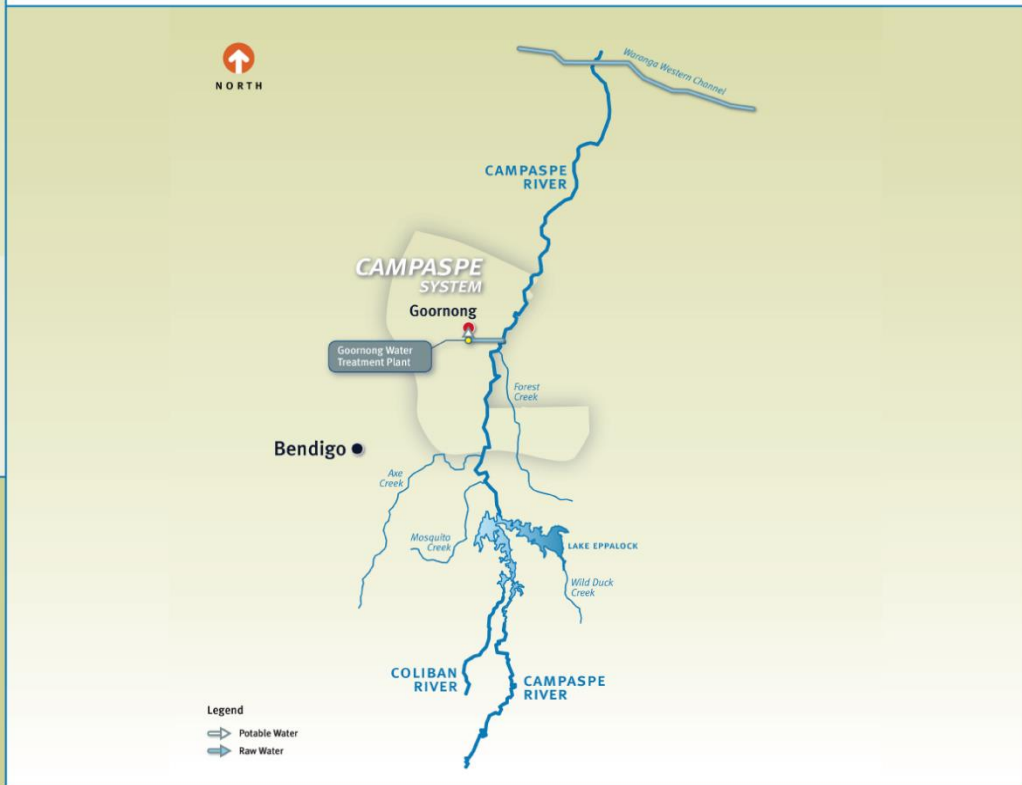 NORTH
Waranga Western Channel
CAMPASPE
RIVER
CAMPASPE
SYSTEM
Goornong
Goornong Water
Treatment Plant
Forest
Creek
Bendigo
Axe
Creek
Mosquito
Creek
LAKE EPPALOCK
Wild Duck
Creek
COLIBAN
RIVER
CAMPASPE
RIVER
Legend
Potable Water
Raw Water